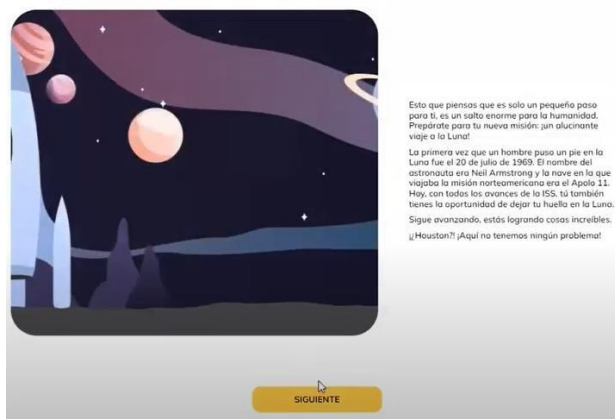 Esto que piensas que es solo un pequeño paso
para ti, es un salto enorme para la humanidad.
Prepárate para tu nueva misión: ¡un alucinante
viaje a la Luna!
La primera vez que un hombre puso un pie en la
Luna fue el 20 de julio de 1969. El nombre del
astronauta era Neil Armstrong y la nave en la que
viajaba la misión norteamericana era el Apolo 11.
Hoy, con todos los avances de la ISS, tú también
tienes la oportunidad de dejar tu huella en la Luna.
Sigue avanzando, estás logrando cosas increíbles.
¿¡Houston?! ¡Aquí no tenemos ningún problema!
SIGUIENTE